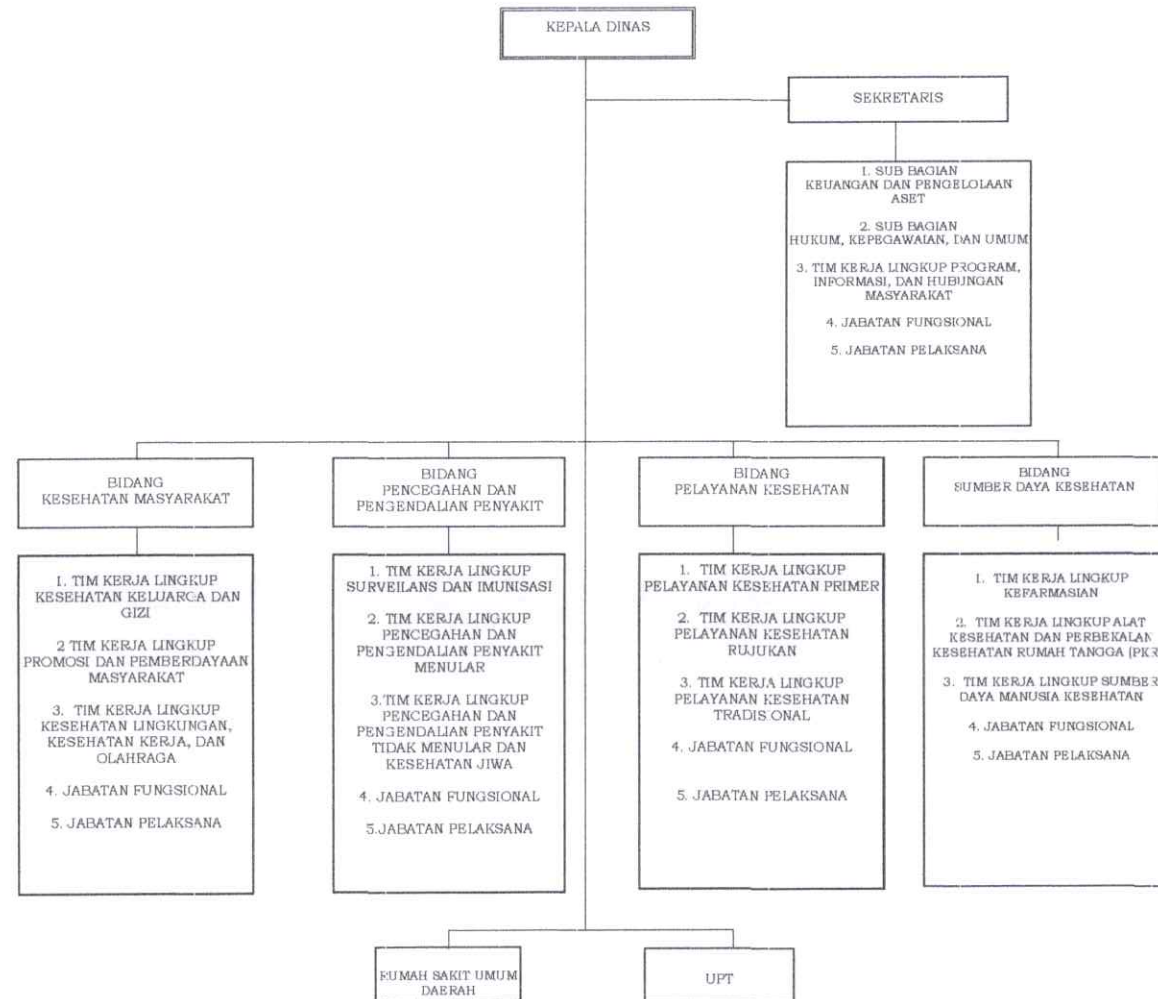 KEPALA DINAS
SEKRETARIS
1. SUB BAGIAN
KEUANGAN DAN PENGELOLAAN
ASET
2. SUB BAGIAN
HUKUM, KEPEGAWAIAN, DAN UMUM
3. TIM KERJA LINGKUP PROGRAM,
INFORMASI, DAN HUBUNGAN
MASYARAKAT
4. JABATAN FUNGSIONAL
5. JABATAN PELAKSANA
BIDANG
KESEHATAN MASYARAKAT
1. TIM KERJA LINGKUP
KESEHATAN KELUARGA DAN
GIZI
2 TIM KERJA LINGKUP
PROMOSI DAN PEMBERDAYAAN
MASYARAKAT
3. TIM KERJA LINGKUP
KESEHATAN LINGKUNGAN,
KESEHATAN KERJA, DAN
OLAHRAGA
4. JABATAN FUNGSIONAL
5. JABATAN PELAKSANA
BIDANG
PENCEGAHAN DAN
PENGENDALIAN PENYAKIT
1. TIM KERJA LINGKUP
SURVEILANS DAN IMUNISASI
2. TIM KERJA LINGKUP
PENCEGAHAN DAN
PENGENDALIAN PENYAKIT
MENULAR
3.TIM KERJA LINGKUP
PENCEGAHAN DAN
PENGENDALIAN PENYAKIT
TIDAK MENULAR DAN
KESEHATAN JIWA
4. JABATAN FUNGSIONAL
5.JABATAN PELAKSANA
BIDANG
PELAYANAN KESEHATAN
1. TIM KERJA LINGKUP
PELAYANAN KESEHATAN PRIMER
2. TIM KERJA LINGKUP
PELAYANAN KESEHATAN
RUJUKAN
3. TIM KERJA LINGKUP
PELAYANAN KESEHATAN
TRADISIONAL
4. JABATAN FUNGSIONAL
5. JABATAN PELAKSANA
BIDANG
SUMBER DAYA KESEHATAN
1. TIM KERJA LINGKUP
KEFARMASIAN
2. TIM KERJA LINGKUP ALAT
KESEHATAN DAN PERBEKALAN
KESEHATAN RUMAH TANGGA (PKR
3. TIM KERJA LINGKUP SUMBER
DAYA MANUSIA KESEHATAN
4. JABATAN FUNGSIONAL
5. JABATAN PELAKSANA
RUMAH SAKIT UMUM
DAERAH
UPT